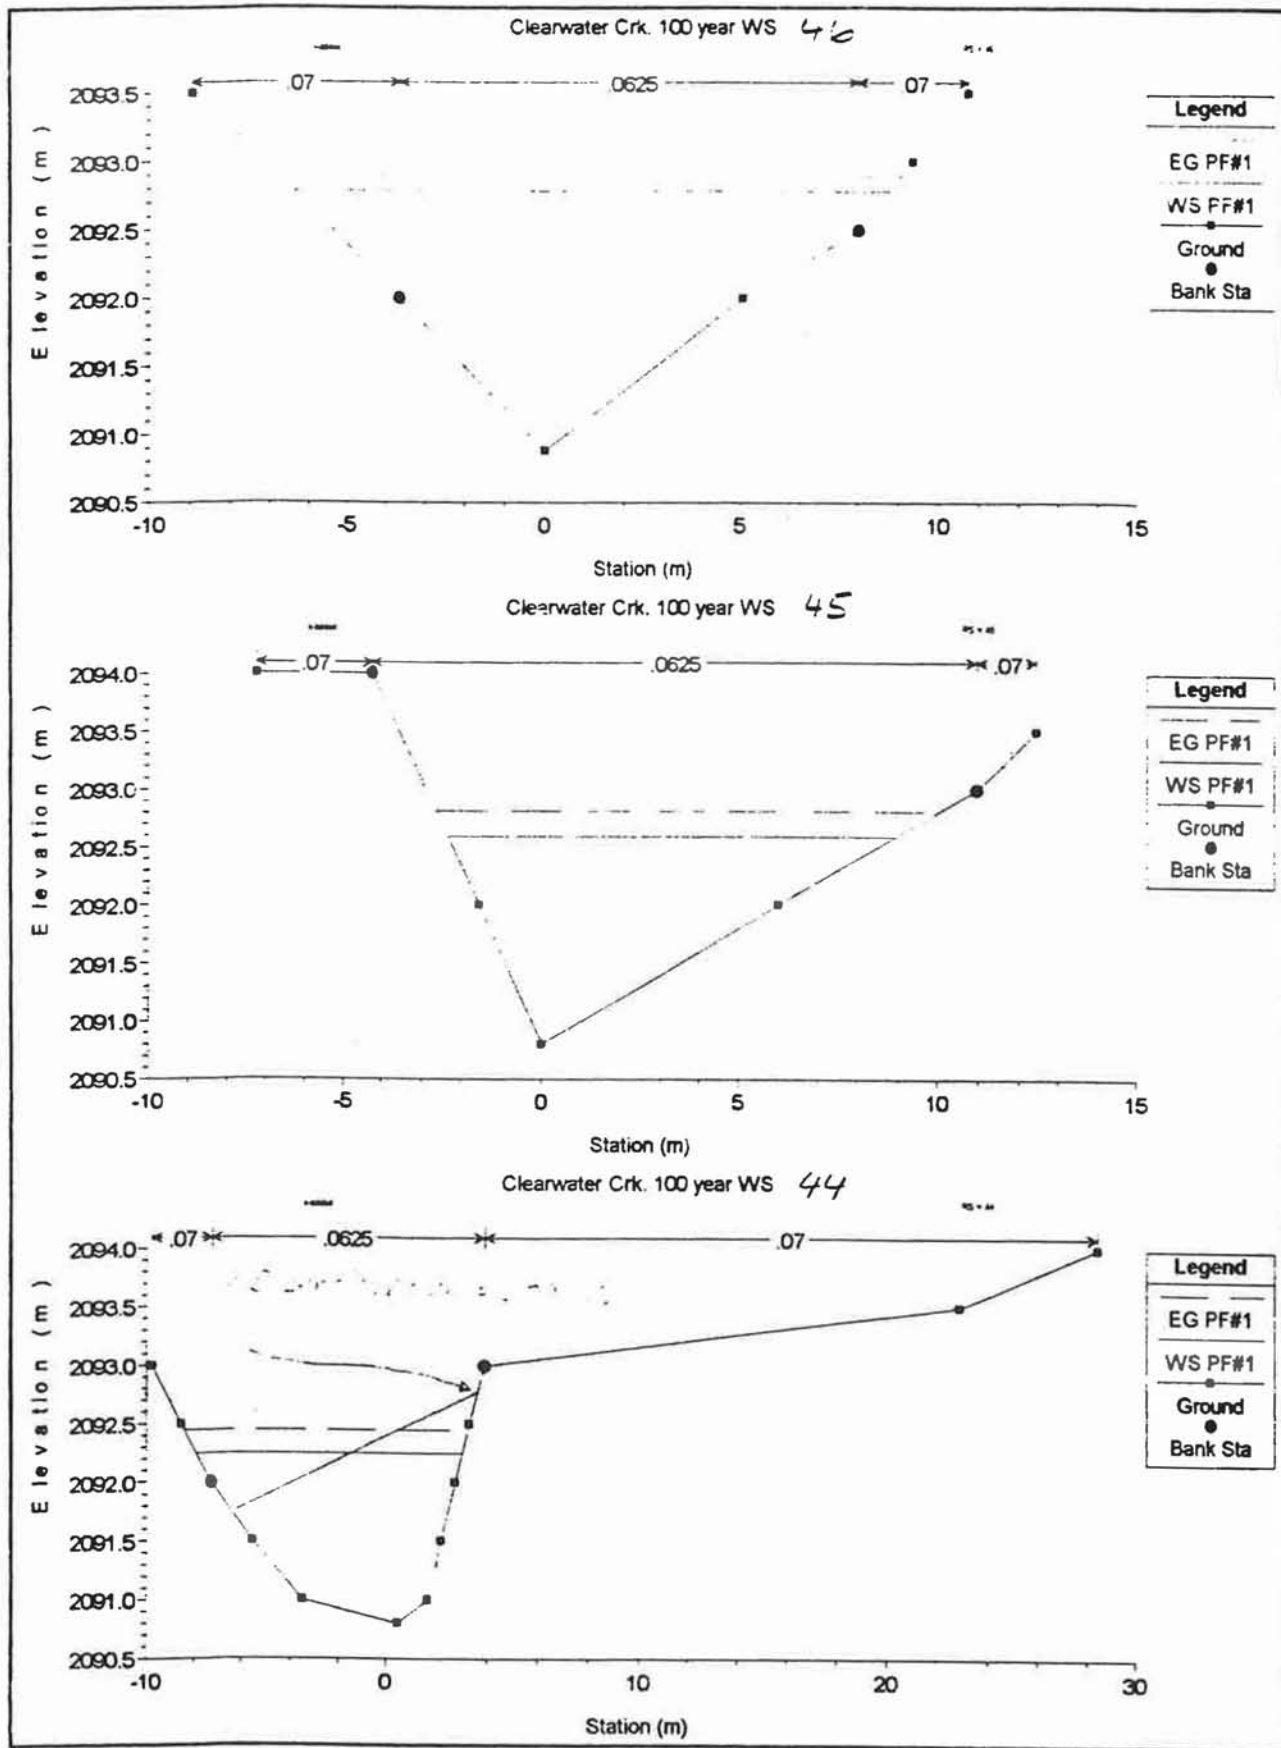 Clearwater Crk. 100 year WS 46
.07 .0625 .07
2093.5
2093.0
2092.5
2092.0
2091.5
2091.0
2090.5
Elevation (m)
-10 -5 0 5 10 15
Station (m)
Legend
EG PF#1
WS PF#1
Ground
Bank Sta
Clearwater Crk. 100 year WS 45
.07 .0625 .07
2094.0
2093.5
2093.0
2092.5
2092.0
2091.5
2091.0
2090.5
Elevation (m)
-10 -5 0 5 10 15
Station (m)
Legend
EG PF#1
WS PF#1
Ground
Bank Sta
Clearwater Crk. 100 year WS 44
.07 .0625 .07
2094.0
2093.5
2093.0
2092.5
2092.0
2091.5
2091.0
2090.5
Elevation (m)
-10 0 10 20 30
Station (m)
Legend
EG PF#1
WS PF#1
Ground
Bank Sta